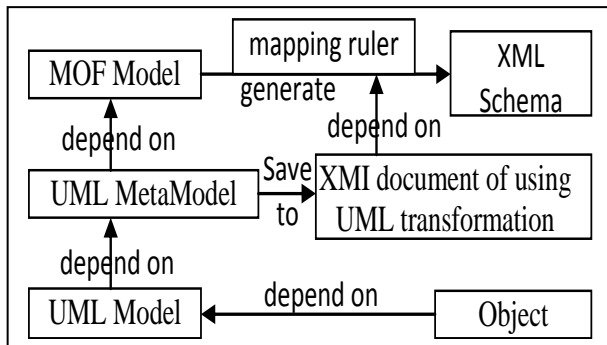 mapping ruler
MOF Model
generate
XML
Schema
depend on
depend on
UML MetaModel
Save
to
XMI document of using
UML transformation
depend on
depend on
UML Model
Object